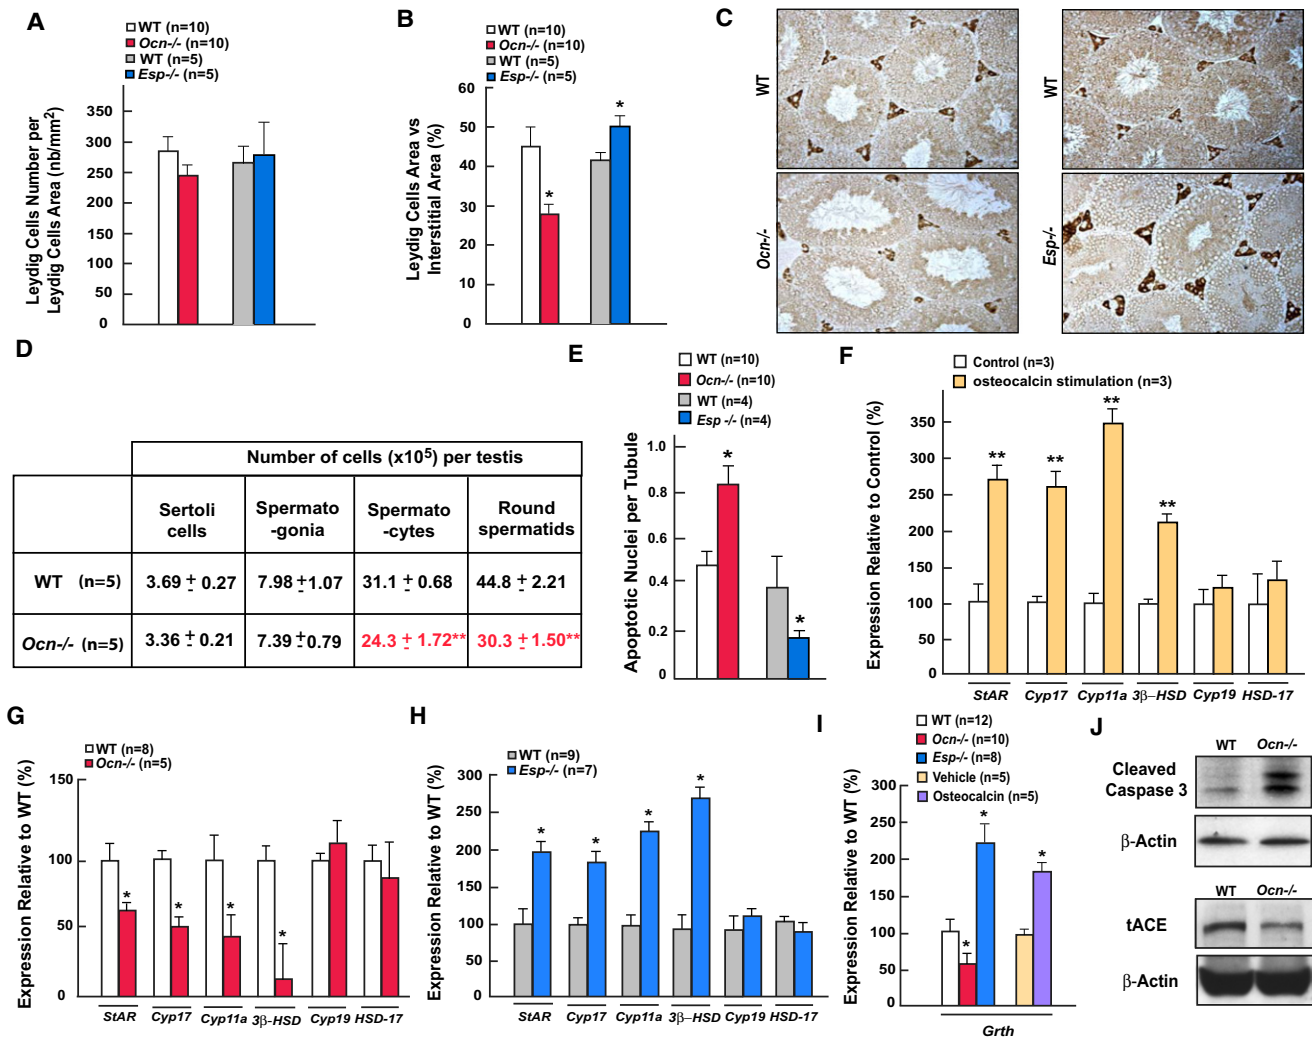 A
WT (n=10)
Ocn-/- (n=10)
WT (n=5)
Esp-/- (n=5)
Leydig Cells Number per
Leydig Cells Area (nb/mm2)
350
300
250
200
150
100
50
0
B
WT (n=10)
Ocn-/- (n=10)
WT (n=5)
Esp-/- (n=5)
Leydig Cells Area vs
Interstitial Area (%)
60
50
40
30
20
10
0
*
*
C
WT
WT
Ocn-/-
Esp-/-
D
Number of cells (x105) per testis
Sertoli cells
Spermato -gonia
Spermato -cytes
Round spermatids
WT (n=5) 3.69 ± 0.27 7.98 ± 1.07 31.1 ± 0.68 44.8 ± 2.21
Ocn-/- (n=5) 3.36 ± 0.21 7.39 ± 0.79 24.3 ± 1.72** 30.3 ± 1.50**
E
WT (n=10)
Ocn-/- (n=10)
WT (n=4)
Esp -/- (n=4)
Apoptotic Nuclei per Tubule
1.0
0.8
0.6
0.4
0.2
0
*
*
F
Control (n=3)
osteocalcin stimulation (n=3)
Expression Relative to Control (%)
350
300
250
200
150
100
50
0
**
**
**
**
StAR Cyp17 Cyp11a 3β–HSD Cyp19 HSD-17
G
WT (n=8)
Ocn-/- (n=5)
Expression Relative to WT (%)
150
100
50
0
*
*
*
*
StAR Cyp17 Cyp11a 3β-HSD Cyp19 HSD-17
H
WT (n=9)
Esp-/- (n=7)
Expression Relative to WT (%)
300
250
200
150
100
50
0
*
*
*
*
StAR Cyp17 Cyp11a 3β-HSD Cyp19 HSD-17
I
WT (n=12)
Ocn-/- (n=10)
Esp-/- (n=8)
Vehicle (n=5)
Osteocalcin (n=5)
Expression Relative to WT (%)
300
250
200
150
100
50
0
*
*
*
Grth
J
WT Ocn-/-
Cleaved
Caspase 3
β-Actin
WT Ocn-/-
tACE
β-Actin